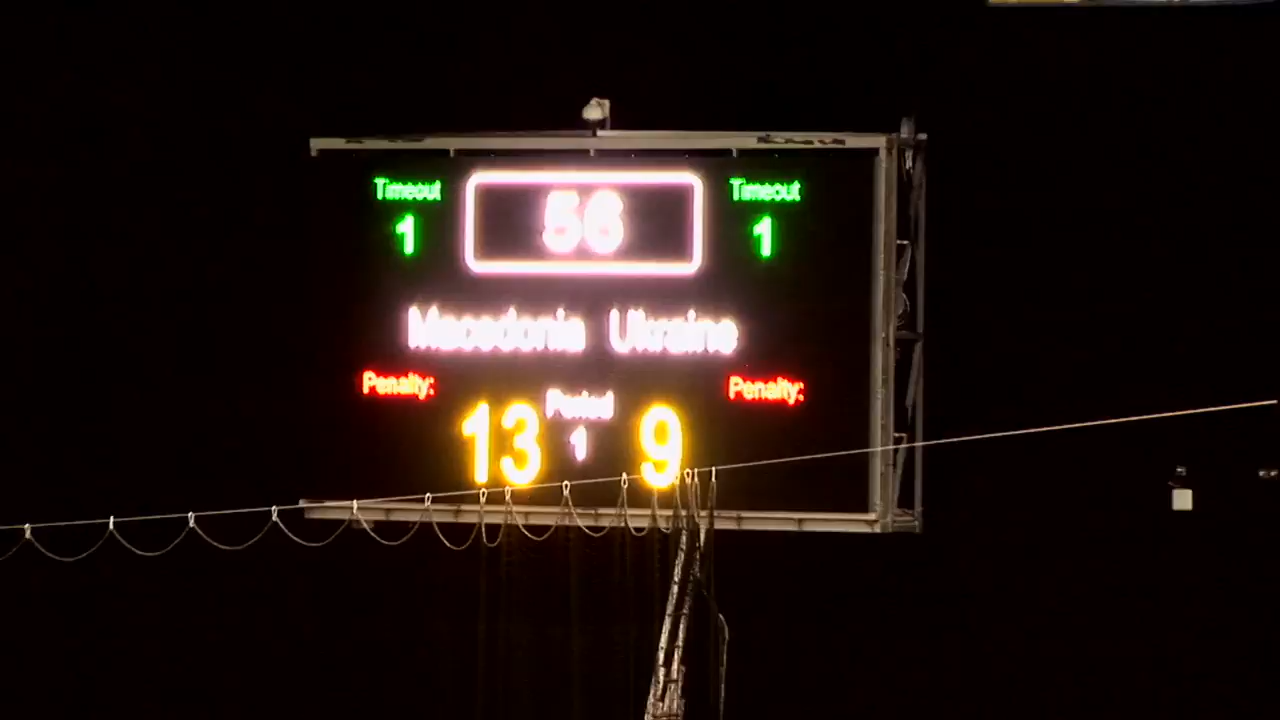 Timeout 56 Timeout
1 1
Macedonia Ukraine
Penalty: Period Penalty:
13 1 9